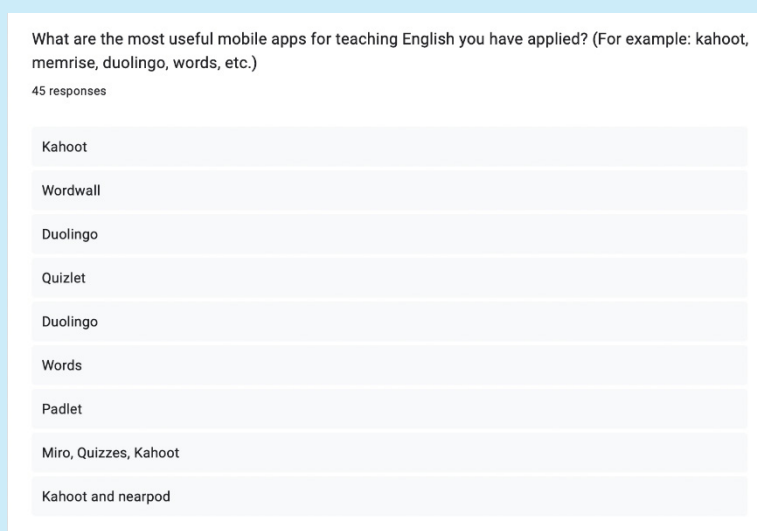 What are the most useful mobile apps for teaching English you have applied? (For example: kahoot,
memrise, duolingo, words, etc.)
45 responses
Kahoot
Wordwall
Duolingo
Quizlet
Duolingo
Words
Padlet
Miro, Quizzes, Kahoot
Kahoot and nearpod